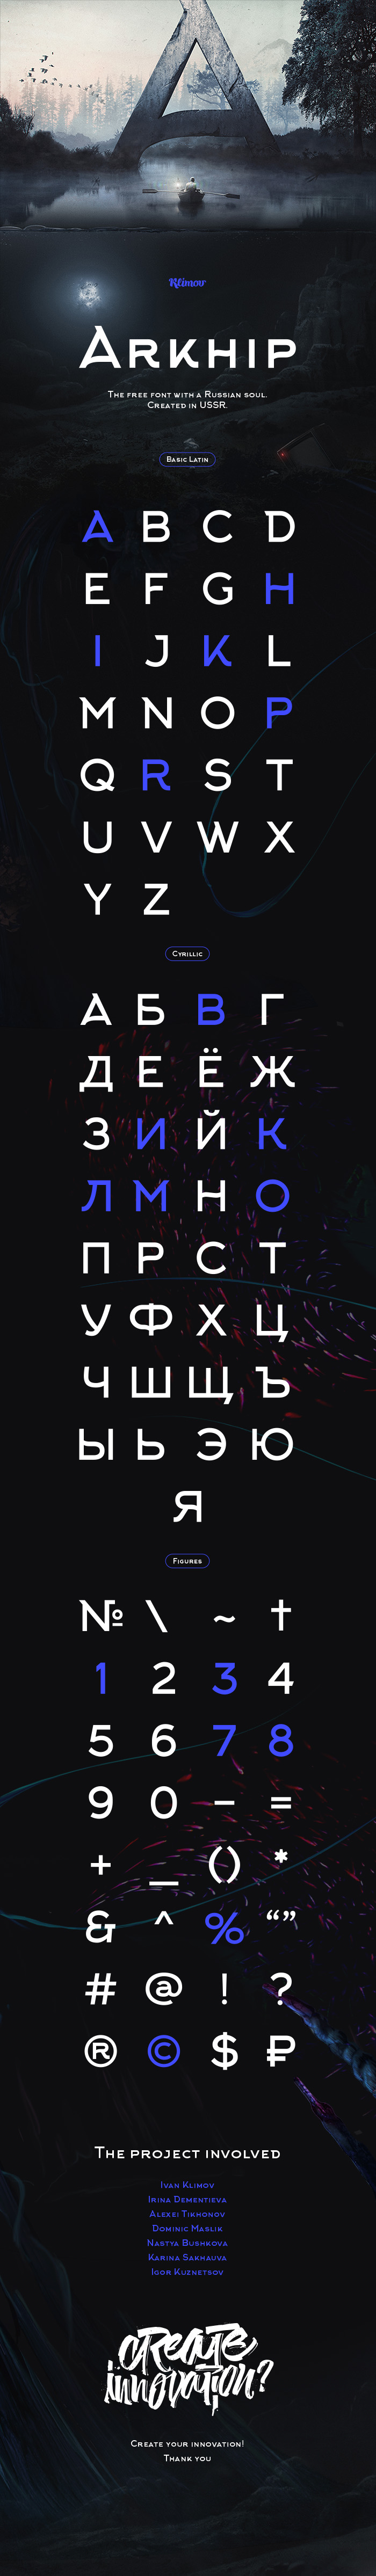 Klimov
Arkhip
The free font with a Russian soul.
Created in USSR.
Basic Latin
A B C D
E F G H
I J K L
M N O P
Q R S T
U V W X
Y Z
Cyrillic
А Б В Г
Д Е Ё Ж
З И Й К
Л М Н О
П Р С Т
У Ф Х Ц
Ч Ш Щ Ъ
Ы Ь Э Ю
Я
Figures
№ \ ~ †
1 2 3 4
5 6 7 8
9 0 - =
+ _ () *
& ^ % “”
# @ ! ?
® © $ ₽
The project involved
Ivan Klimov
Irina Dementieva
Alexei Tikhonov
Dominic Maslik
Nastya Bushkova
Karina Sakhauva
Igor Kuznetsov
Create
innovation?
Create your innovation!
Thank you